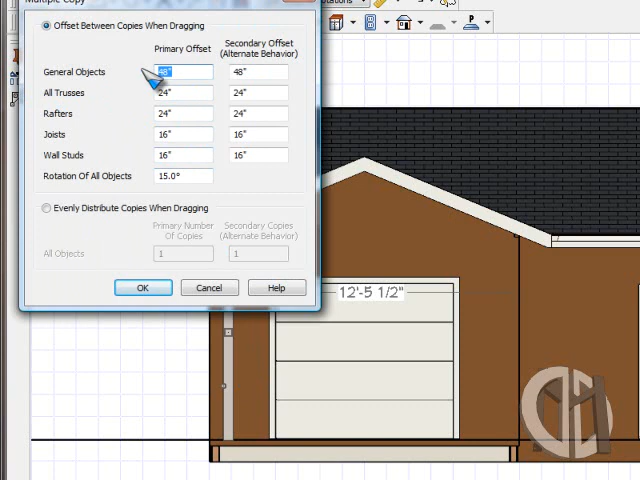 Multiple Copy
Offset Between Copies When Dragging
Primary Offset
Secondary Offset
(Alternate Behavior)
General Objects 48" 48"
All Trusses 24" 24"
Rafters 24" 24"
Joists 16" 16"
Wall Studs 16" 16"
Rotation Of All Objects 15.0°
Evenly Distribute Copies When Dragging
Primary Number
Of Copies
Secondary Copies
(Alternate Behavior)
All Objects 1 1
OK Cancel Help
12'-5 1/2"